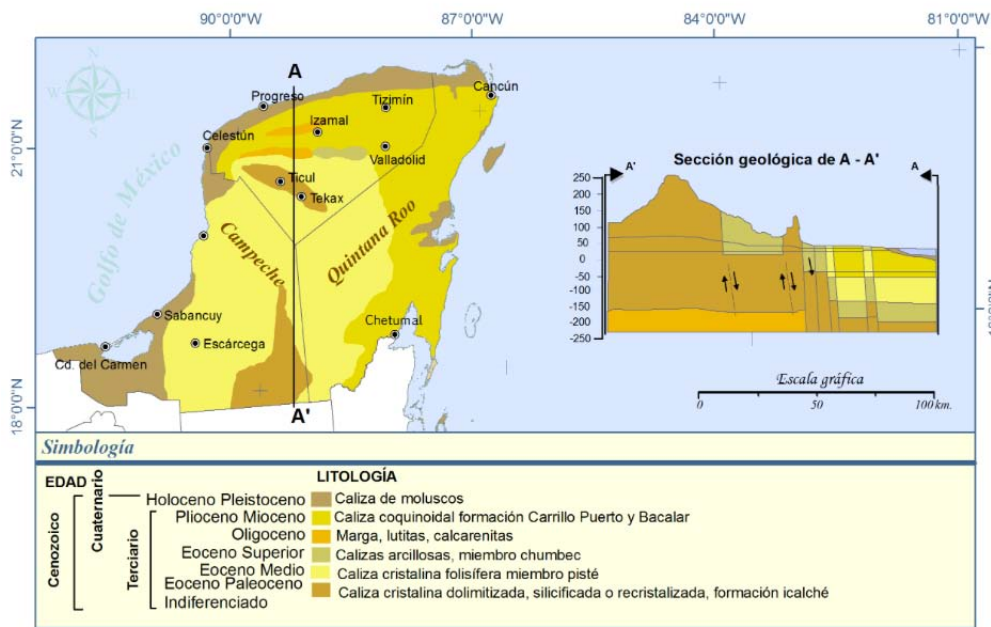 90°0'0"W
87°0'0"W
84°0'0"W
81°0'0"W
N
W
E
S
A
Progreso
Cancún
Tizimín
Izamal
Celestún
21°0'0"N
Valladolid
Ticul
Tekax
Golfo de México
Campeche
Quintana Roo
Sabancuy
Chetumal
Escárcega
Cd. del Carmen
18°0'0"N
A'
Sección geológica de A - A'
A'
A
250
200
150
100
50
0
-50
-100
-150
-200
-250
Escala gráfica
0
50
100 km.
Simbología
EDAD
LITOLOGÍA
Cenozoico
Cuaternario
Terciario
Holoceno Pleistoceno
Caliza de moluscos
Plioceno Mioceno
Caliza coquinoidal formación Carrillo Puerto y Bacalar
Oligoceno
Marga, lutitas, calcarenitas
Eoceno Superior
Calizas arcillosas, miembro chumbec
Eoceno Medio
Caliza cristalina folisífera miembro pisté
Eoceno Paleoceno
Indiferenciado
Caliza cristalina dolimitizada, silicificada o recristalizada, formación icalché